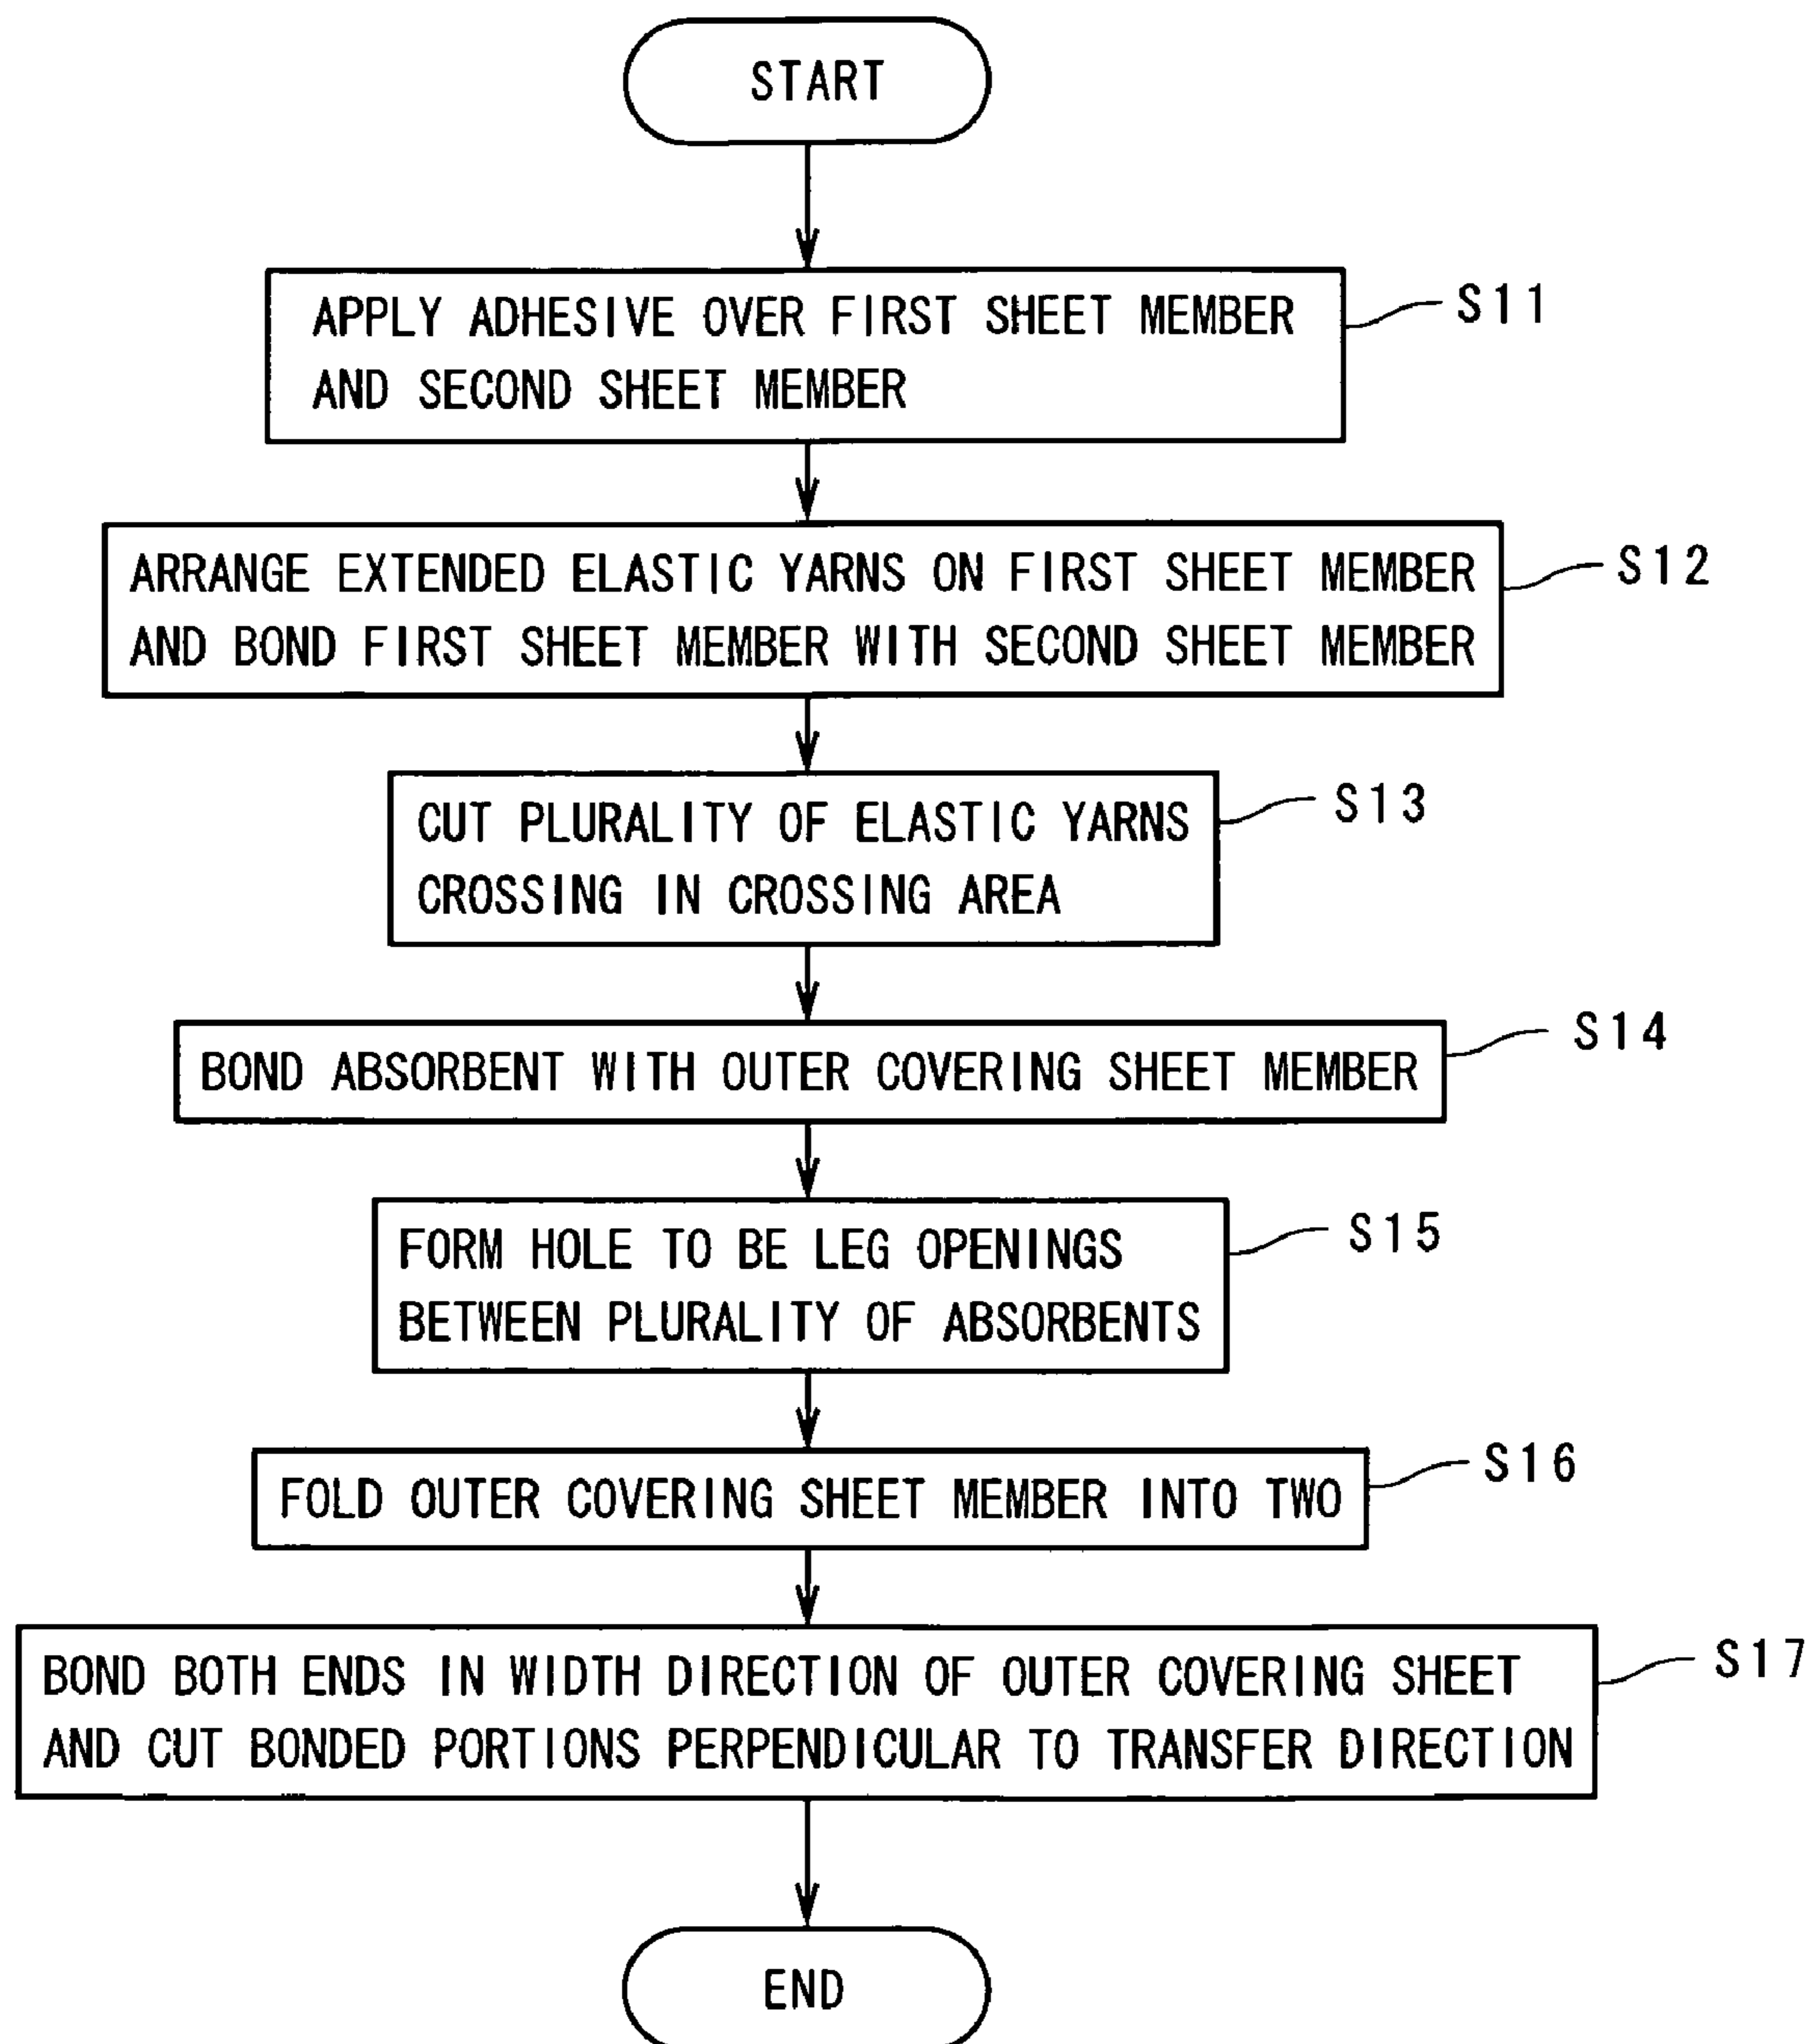 START
APPLY ADHESIVE OVER FIRST SHEET MEMBER
AND SECOND SHEET MEMBER
S11
ARRANGE EXTENDED ELASTIC YARNS ON FIRST SHEET MEMBER
AND BOND FIRST SHEET MEMBER WITH SECOND SHEET MEMBER
S12
CUT PLURALITY OF ELASTIC YARNS
CROSSING IN CROSSING AREA
S13
BOND ABSORBENT WITH OUTER COVERING SHEET MEMBER
S14
FORM HOLE TO BE LEG OPENINGS
BETWEEN PLURALITY OF ABSORBENTS
S15
FOLD OUTER COVERING SHEET MEMBER INTO TWO
S16
BOND BOTH ENDS IN WIDTH DIRECTION OF OUTER COVERING SHEET
AND CUT BONDED PORTIONS PERPENDICULAR TO TRANSFER DIRECTION
S17
END